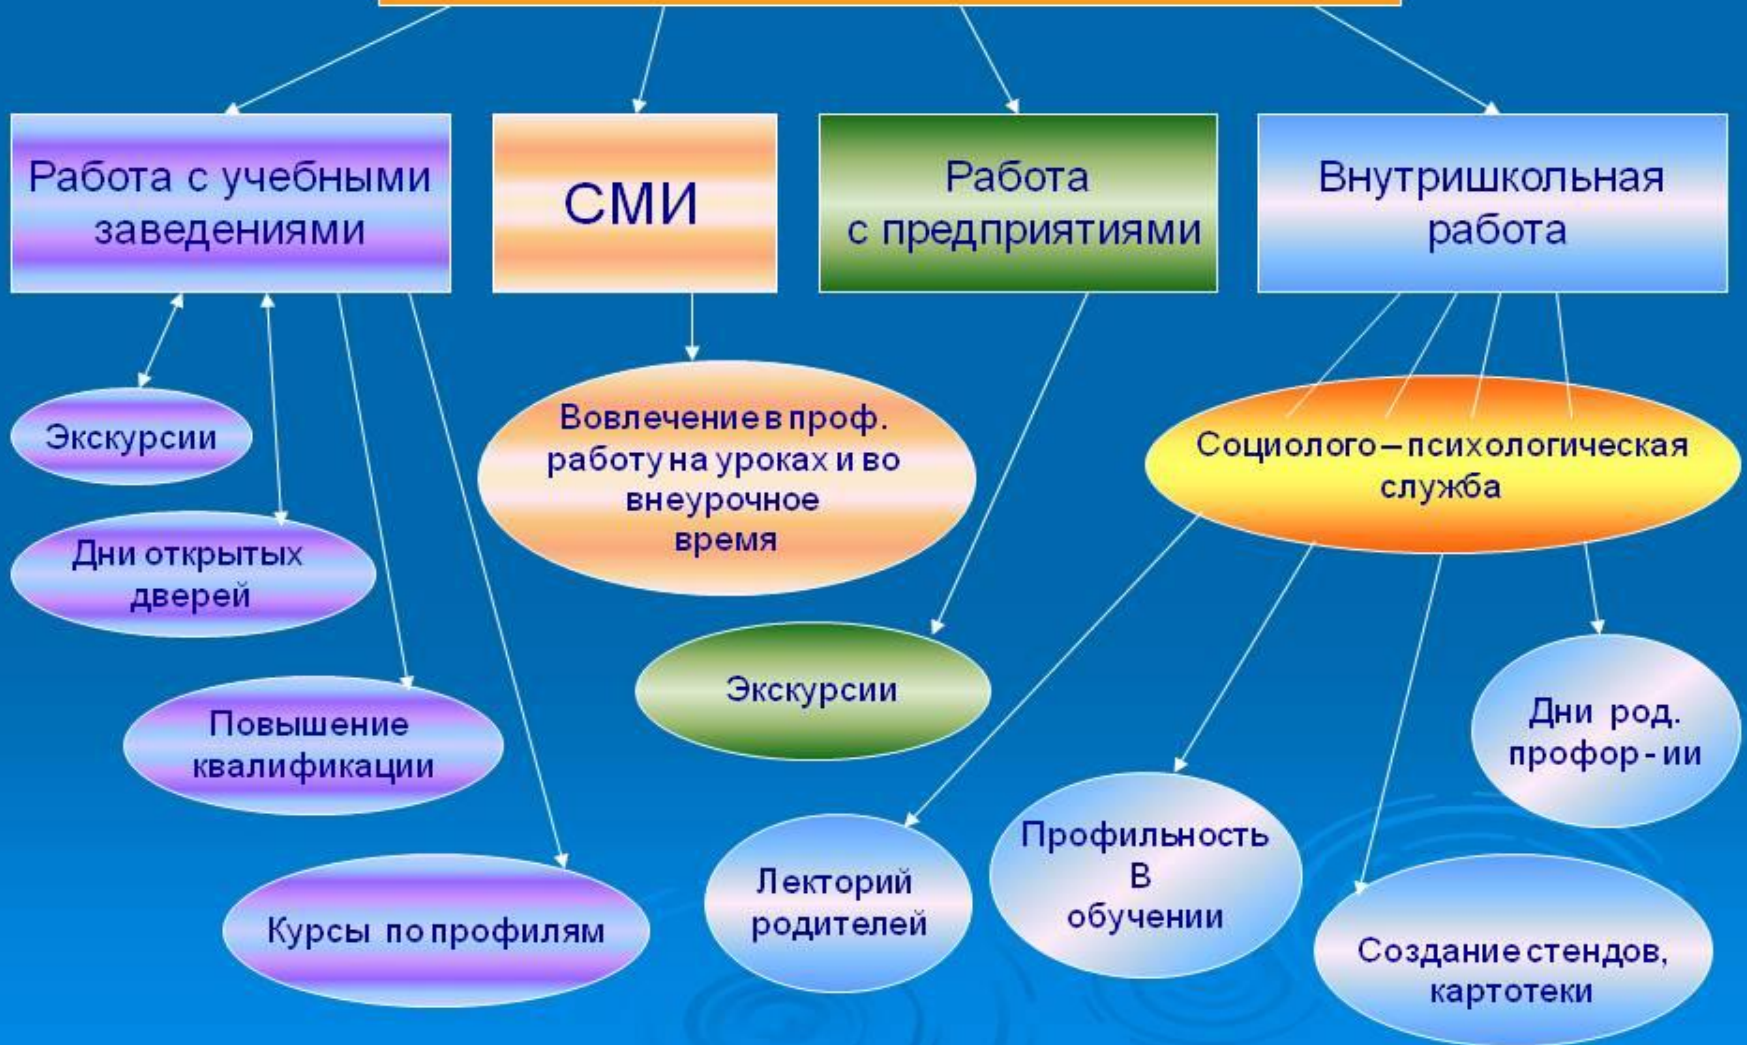 Работа с учебными
заведениями
СМИ
Работа
с предприятиями
Внутришкольная
работа
Экскурсии
Дни открытых
дверей
Повышение
квалификации
Курсы по профилям
Вовлечение в проф.
работу на уроках и во
внеурочное
время
Экскурсии
Социолого – психологическая
служба
Лекторий
родителей
Профильность
В
обучении
Создание стендов,
картотеки
Дни род.
профор - ии